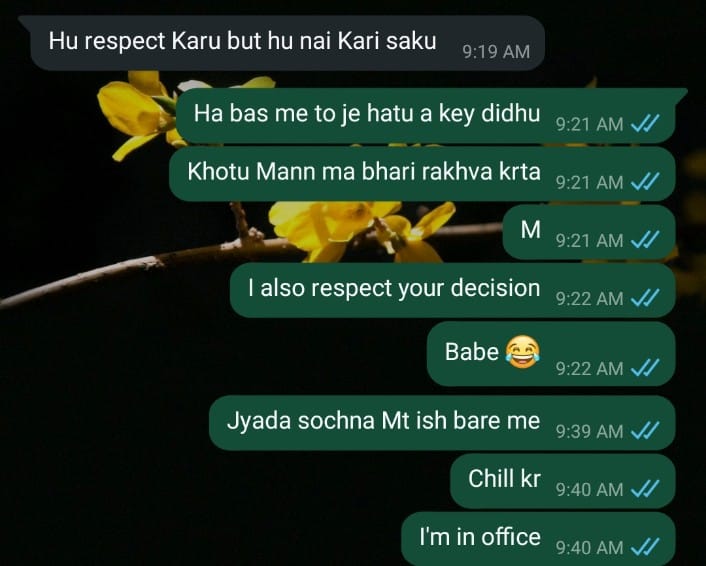 Hu respect Karu but hu nai Kari saku 9:19 AM
Ha bas me to je hatu a key didhu 9:21 AM
Khotu Mann ma bhari rakhva krta 9:21 AM
M 9:21 AM
I also respect your decision 9:22 AM
Babe 😂 9:22 AM
Jyada sochna Mt ish bare me 9:39 AM
Chill kr 9:40 AM
I'm in office 9:40 AM